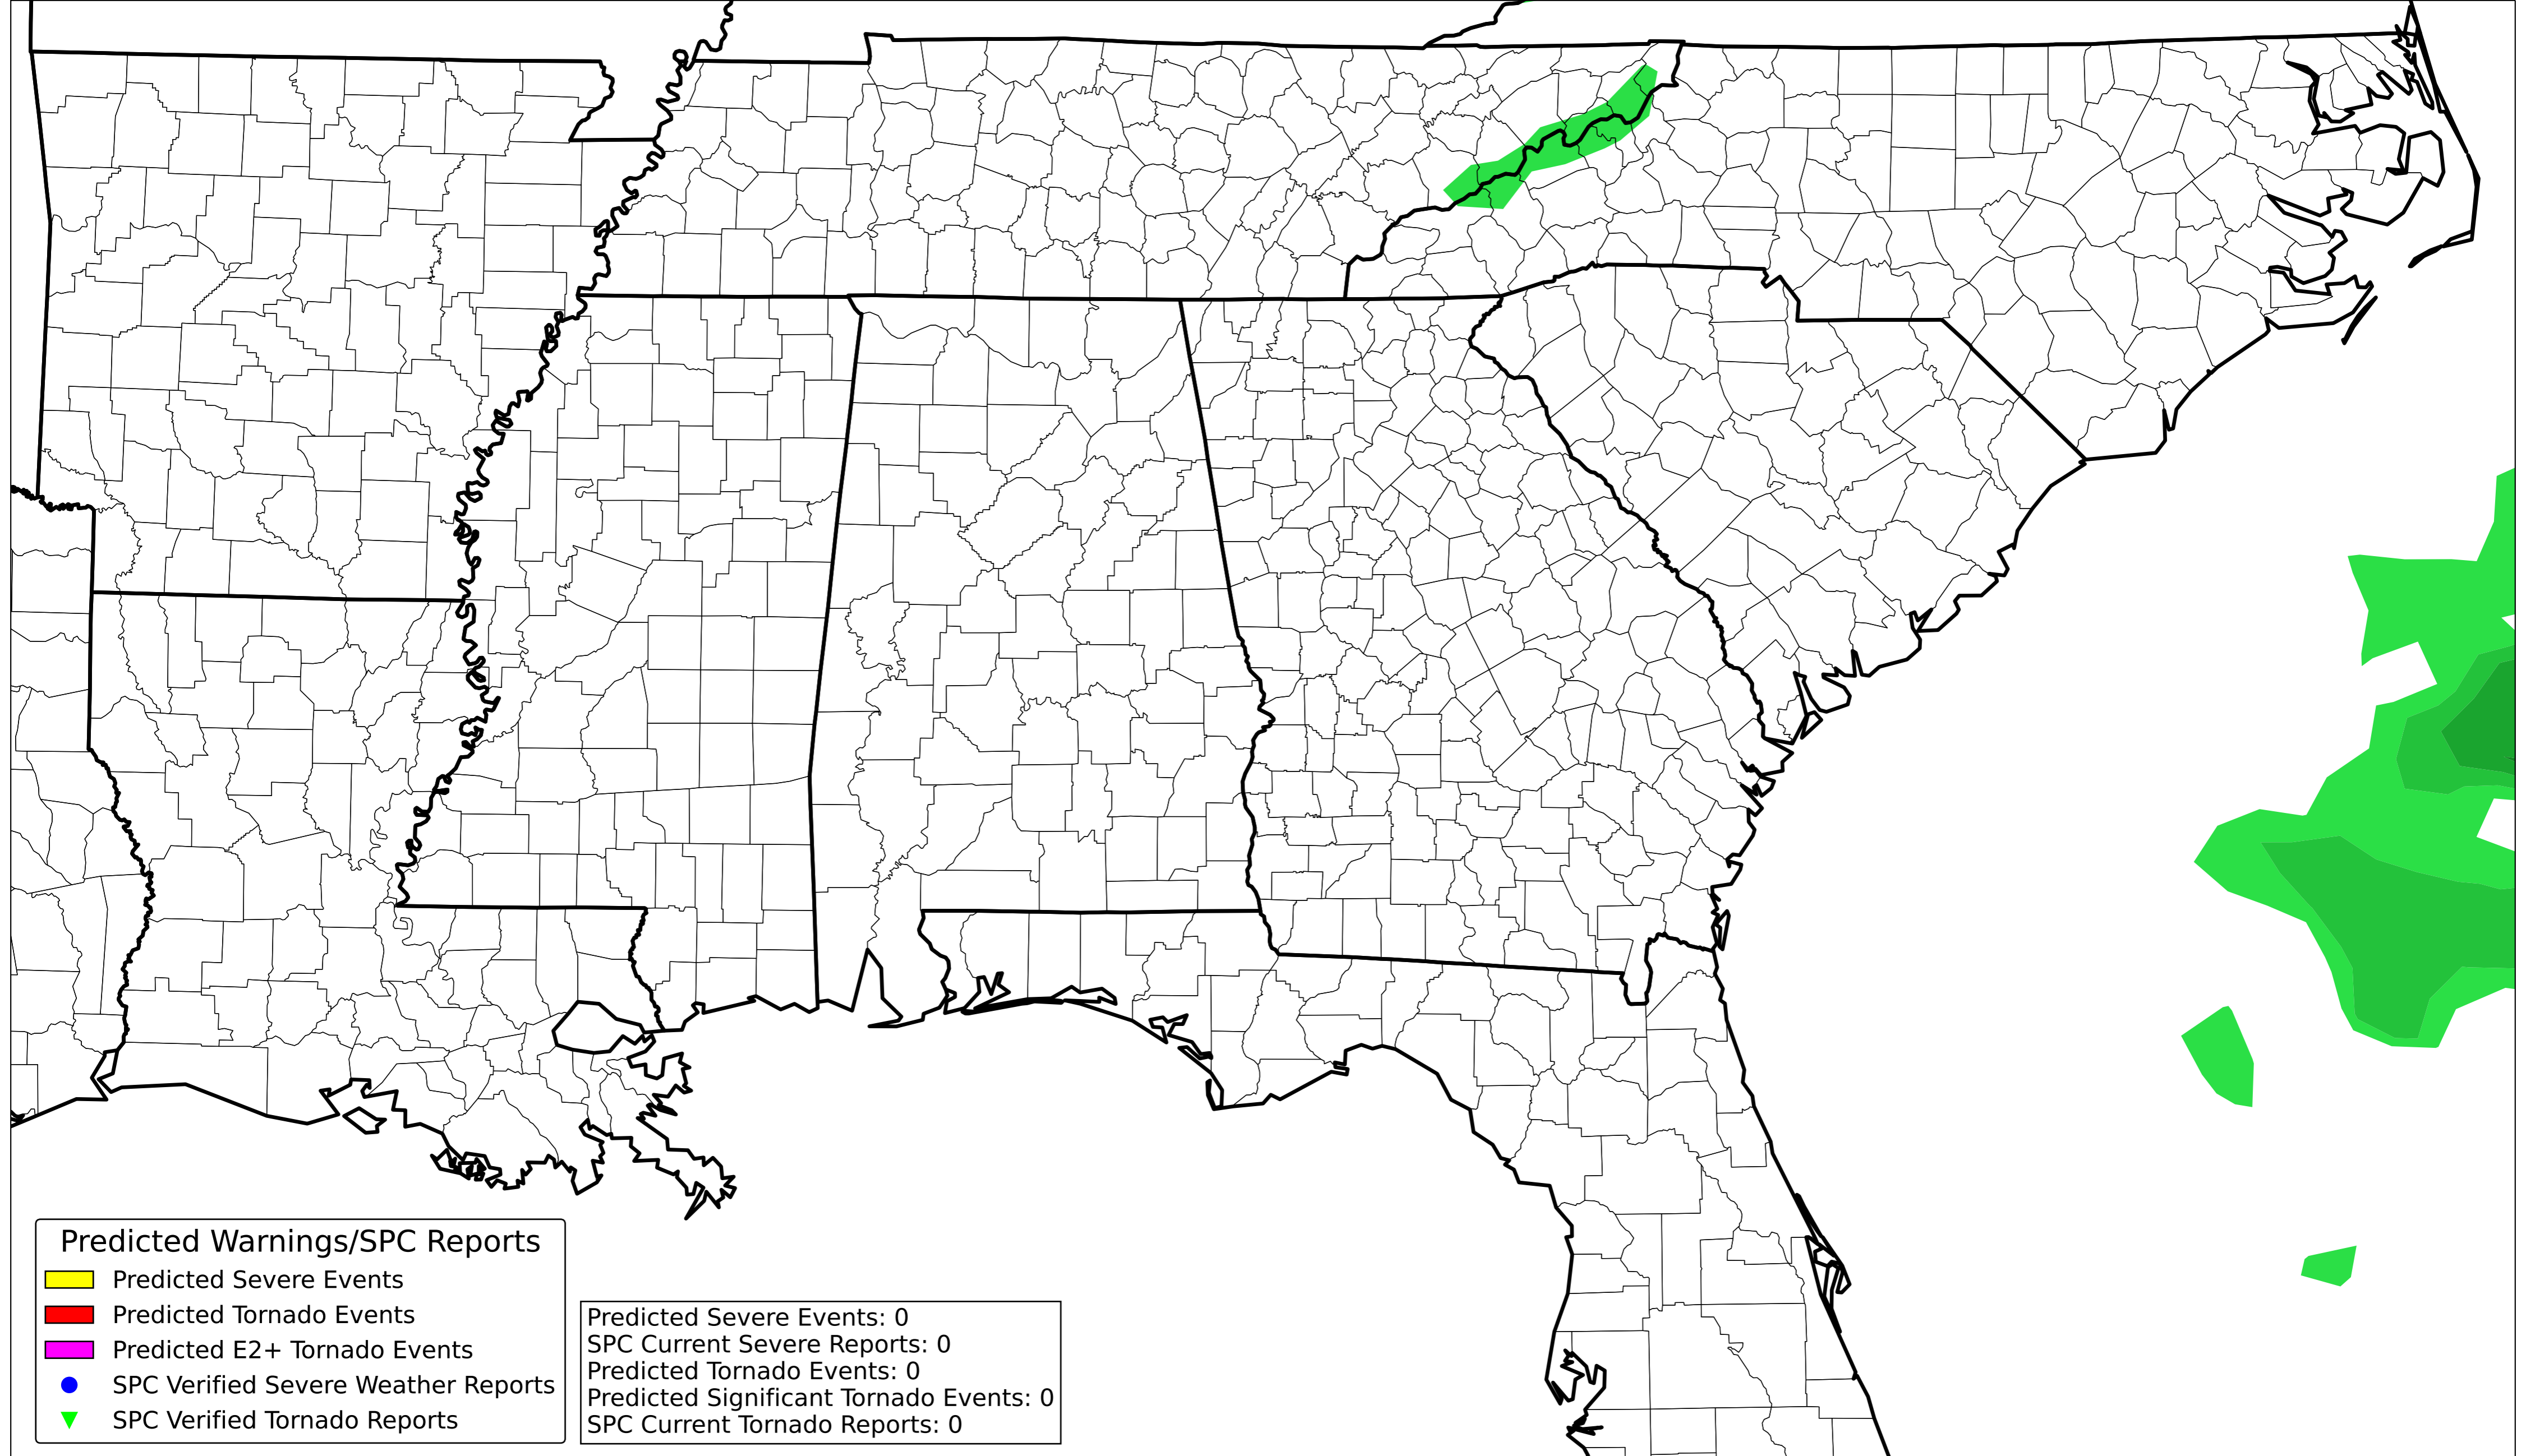 Predicted Warnings/SPC Reports
Predicted Severe Events
Predicted Tornado Events
Predicted E2+ Tornado Events
SPC Verified Severe Weather Reports
SPC Verified Tornado Reports
Predicted Severe Events: 0
SPC Current Severe Reports: 0
Predicted Tornado Events: 0
Predicted Significant Tornado Events: 0
SPC Current Tornado Reports: 0